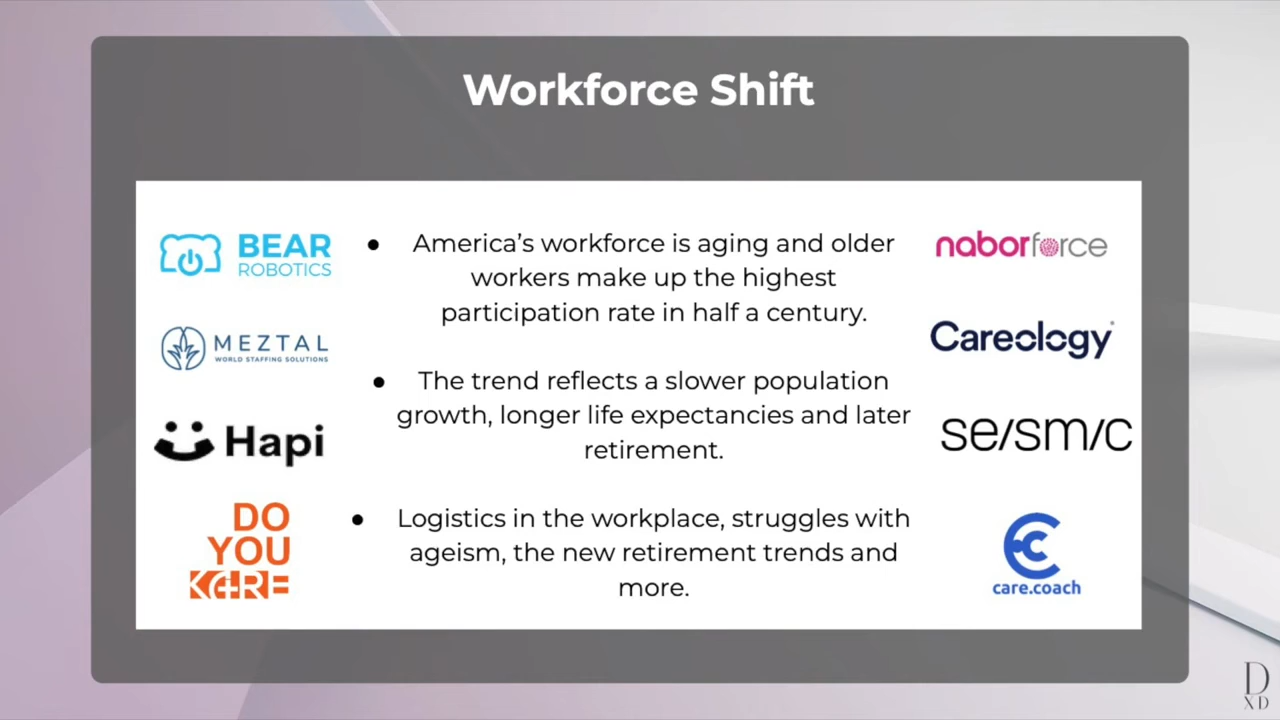 Workforce Shift
BEAR
ROBOTICS
MEZTAL
WORLD STAFFING SOLUTIONS
Hapi
DO
YOU
KARE
● America’s workforce is aging and older
workers make up the highest
participation rate in half a century.
● The trend reflects a slower population
growth, longer life expectancies and later
retirement.
● Logistics in the workplace, struggles with
ageism, the new retirement trends and
more.
naborforce
Careology
se/sm/c
care.coach
D
XD